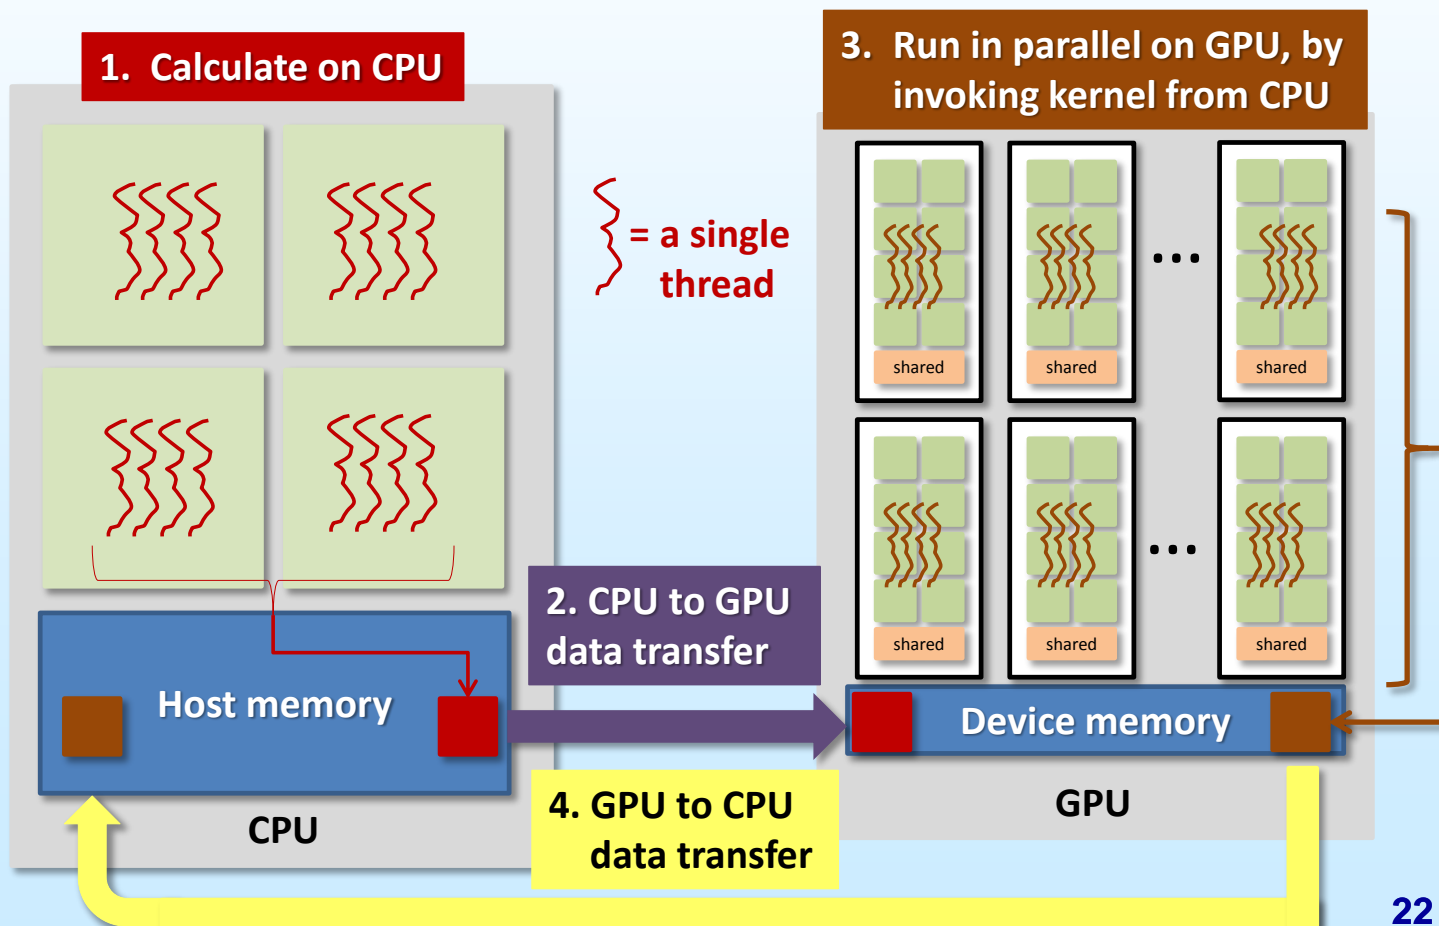 1. Calculate on CPU
3. Run in parallel on GPU, by
invoking kernel from CPU
= a single
thread
...
shared
shared
shared
...
shared
shared
shared
2. CPU to GPU
data transfer
Host memory
Device memory
4. GPU to CPU
data transfer
CPU
GPU
22